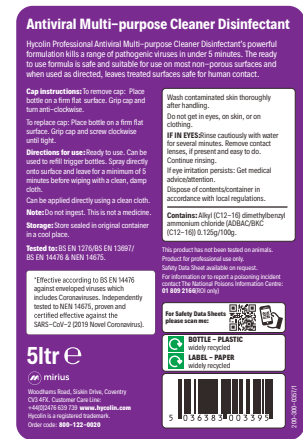 Antiviral Multi-purpose Cleaner Disinfectant
Hycolin Professional Antiviral Multi-purpose Cleaner Disinfectant's powerful
formulation kills a range of pathogenic viruses in under 5 minutes. The ready
to use formula is safe and suitable for use on most non-porous surfaces and
when used as directed, leaves treated surfaces safe for human contact.
Cap instructions: To remove cap: Place
bottle on a firm flat surface. Grip cap and
turn anti-clockwise.
To replace cap: Place bottle on a firm flat
surface. Grip cap and screw clockwise
until tight.
Directions for use: Ready to use. Can be
used to refill trigger bottles. Spray directly
onto surface and leave for a minimum of 5
minutes before wiping with a clean, damp
cloth.
Can be applied directly using a clean cloth.
Note: Do not ingest. This is not a medicine.
Storage: Store sealed in original container
in a cool place.
Tested to: BS EN 1276/BS EN 13697/
BS EN 14476 & NEN 14675.
*Effective according to BS EN 14476
against enveloped viruses which
includes Coronaviruses. Independently
tested to NEN 14675, proven and
certified effective against the
SARS-CoV-2 (2019 Novel Coronavirus).
5ltr e
mirius
Woodhams Road, Siskin Drive, Coventry
CV3 4FX. Customer Care Line:
+44(0)2476 639 739 www.hycolin.com
Hycolin is a registered trademark.
Order code: 800-122-0020
Wash contaminated skin thoroughly
after handling.
Do not get in eyes, on skin, or on
clothing.
IF IN EYES:Rinse cautiously with water
for several minutes. Remove contact
lenses, if present and easy to do.
Continue rinsing.
If eye irritation persists: Get medical
advice/attention.
Dispose of contents/container in
accordance with local regulations.
Contains: Alkyl (C12-16) dimethylbenzyl
ammonium chloride (ADBAC/BKC
(C12-16)) 0.125g/100g.
This product has not been tested on animals.
Product for professional use only.
Safety Data Sheet available on request.
For information or to report a poisoning incident
contact The National Poisons Information Centre:
01 809 2166(ROI only)
For Safety Data Sheets
please scan me:
BOTTLE - PLASTIC
widely recycled
LABEL - PAPER
widely recycled
5 036383 003395